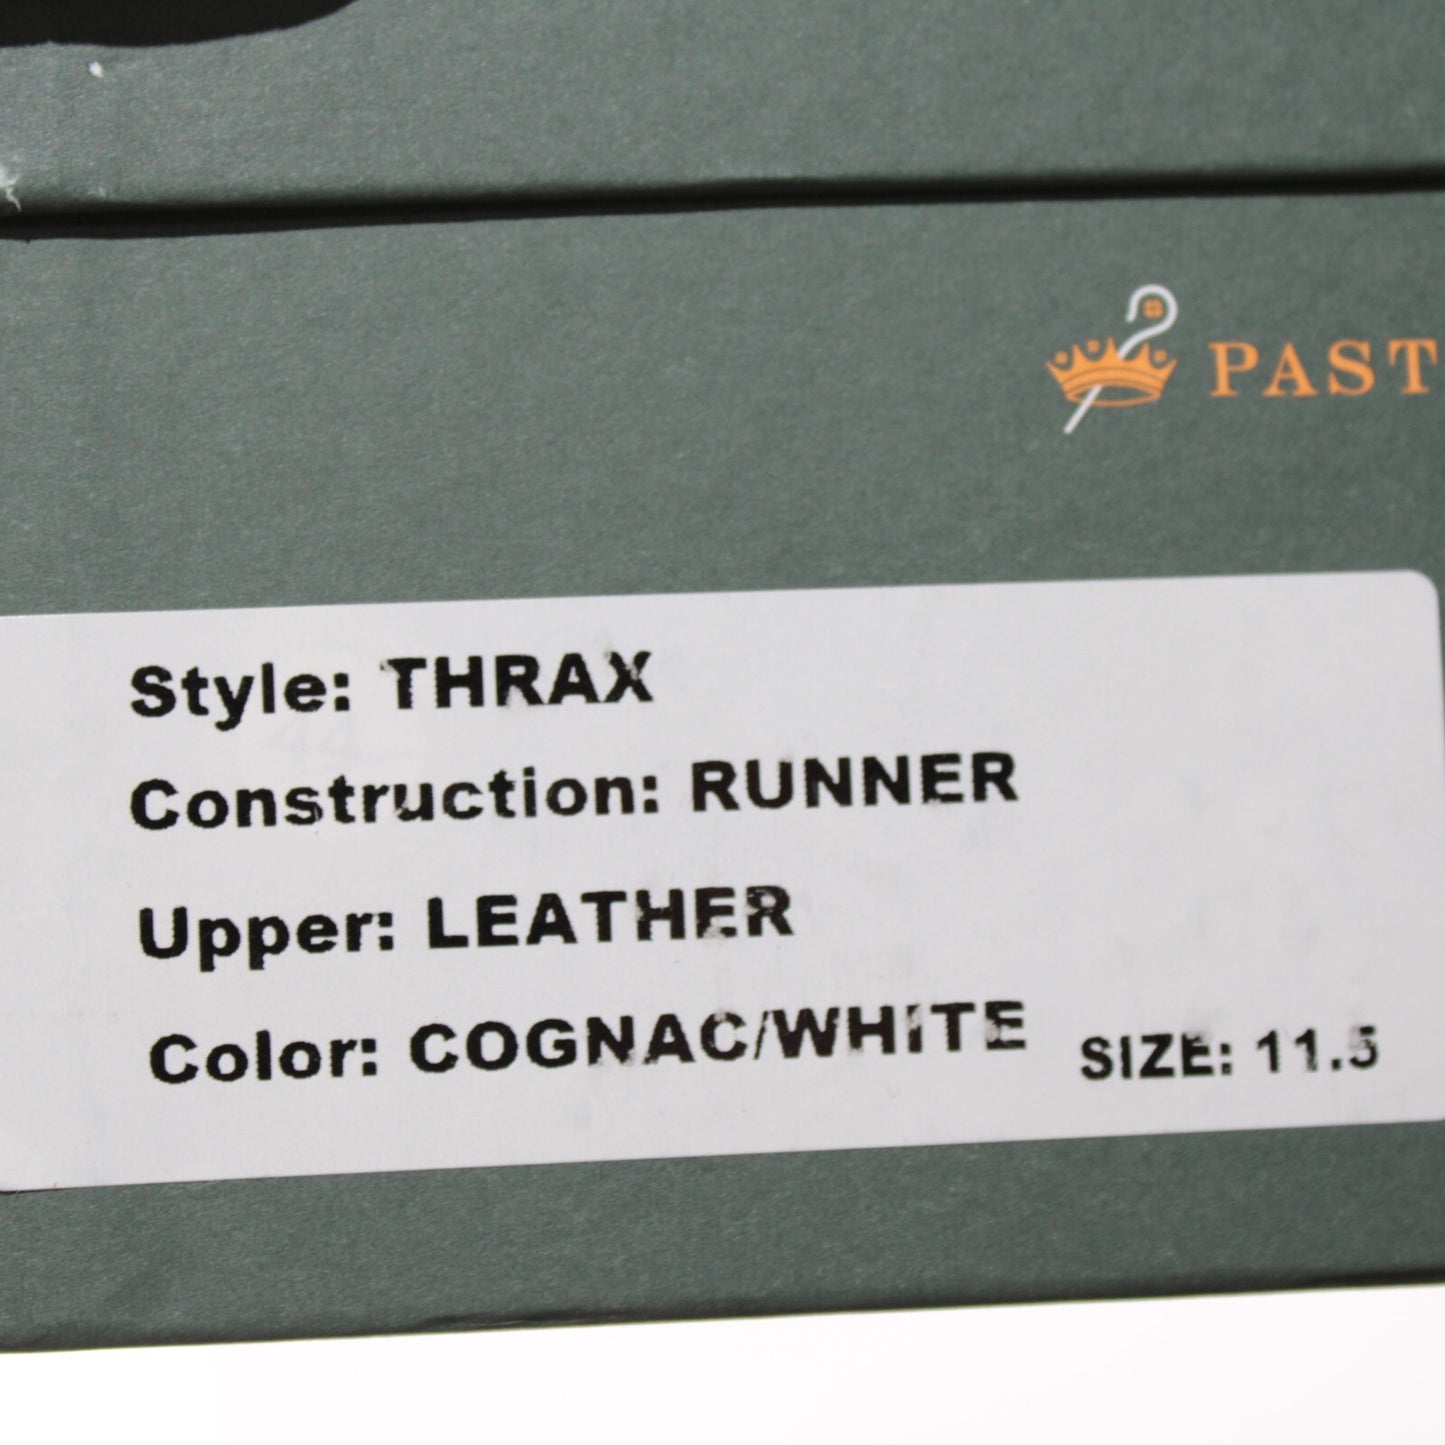 PAST
Style: THRAX
Construction: RUNNER
Upper: LEATHER
Color: COGNAC/WHITE SIZE: 11.5